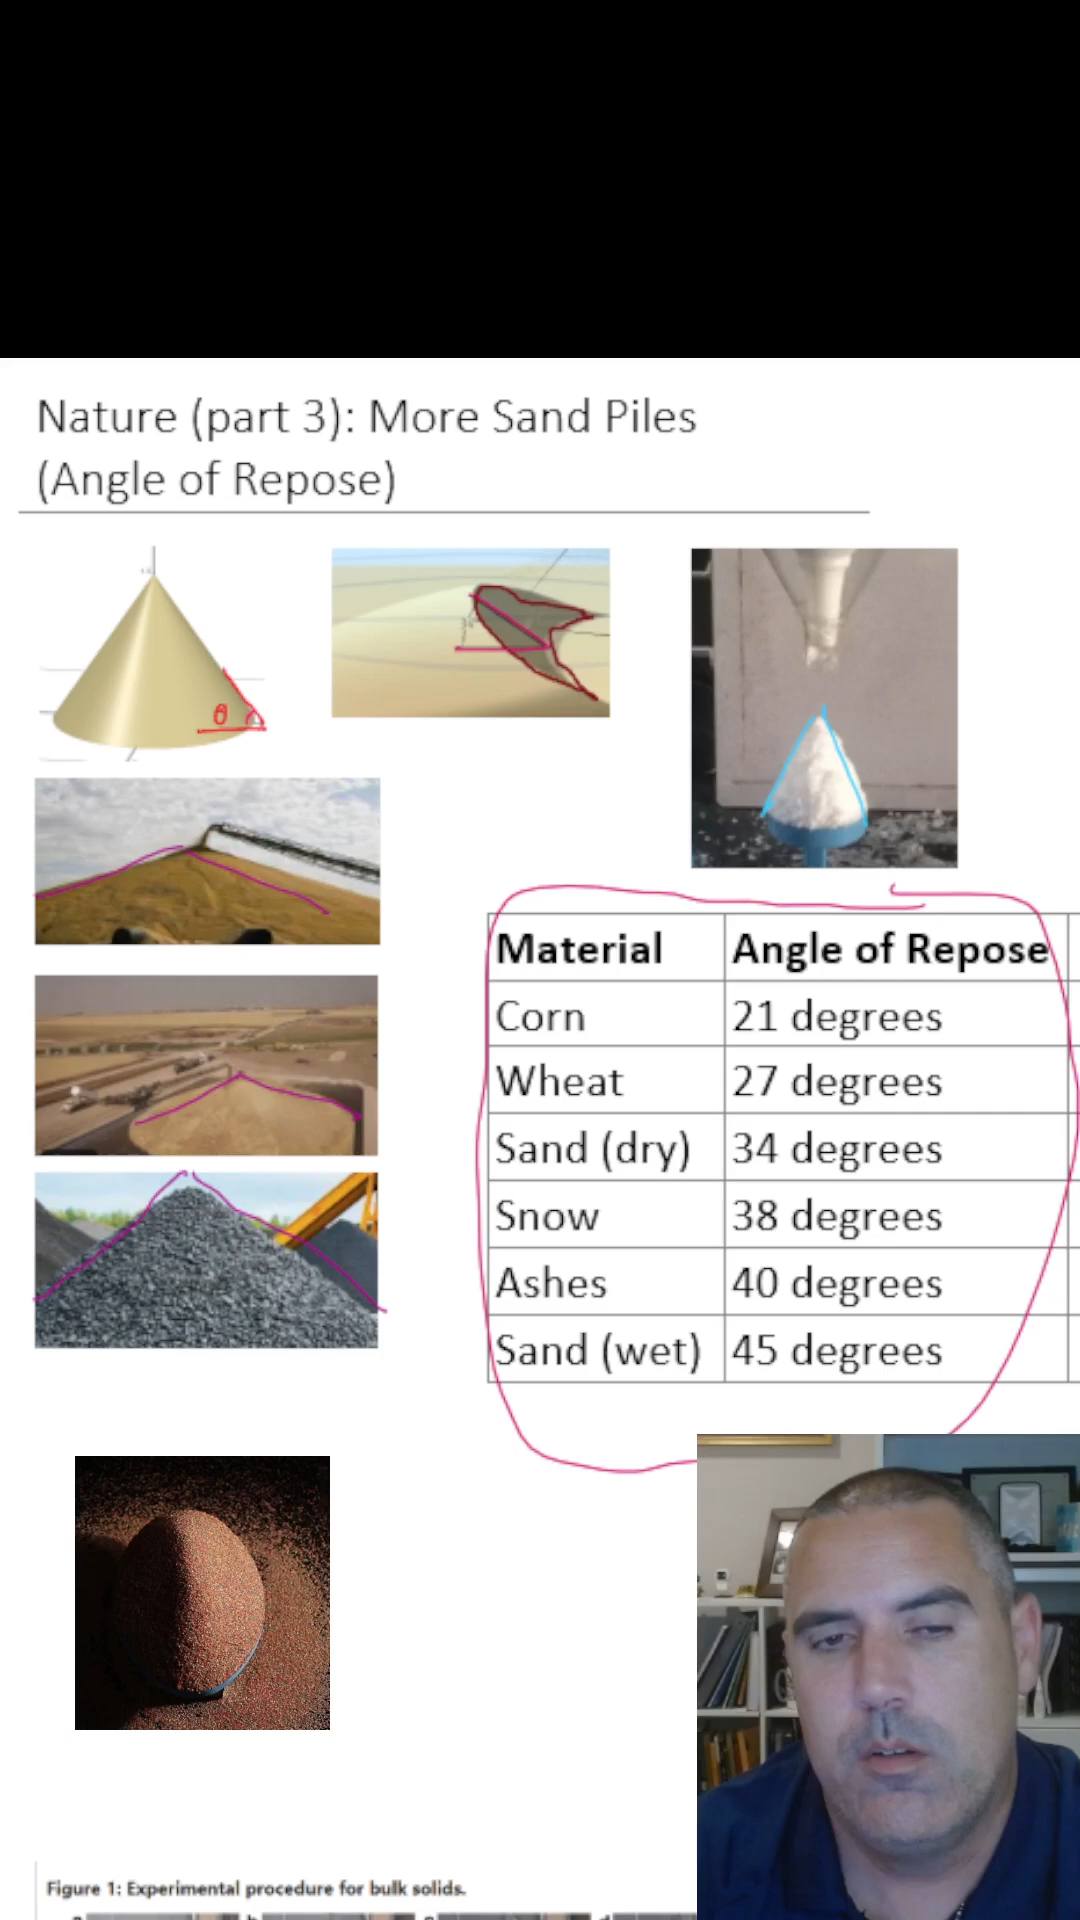 Nature (part 3): More Sand Piles
(Angle of Repose)
θ
Material Angle of Repose
Corn 21 degrees
Wheat 27 degrees
Sand (dry) 34 degrees
Snow 38 degrees
Ashes 40 degrees
Sand (wet) 45 degrees
Figure 1: Experimental procedure for bulk solids.